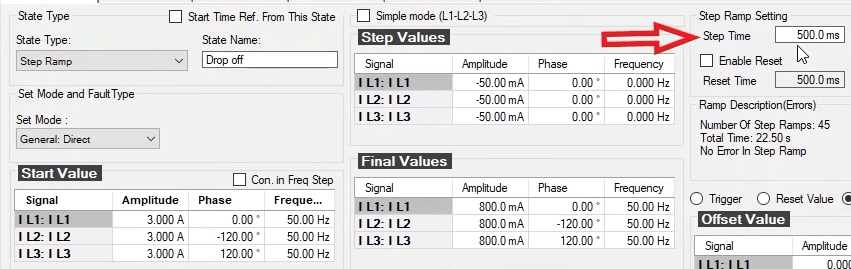 State Type
Start Time Ref. From This State
State Type:
State Name:
Step Ramp
Drop off
Set Mode and FaultType
Set Mode :
General: Direct
Start Value
Con. in Freq Step
Signal Amplitude Phase Freque...
I L1: I L1 3.000 A 0.00 ° 50.00 Hz
I L2: I L2 3.000 A -120.00 ° 50.00 Hz
I L3: I L3 3.000 A 120.00 ° 50.00 Hz
Simple mode (L1-L2-L3)
Step Values
Signal Amplitude Phase Frequency
I L1: I L1 -50.00 mA 0.00 ° 0.000 Hz
I L2: I L2 -50.00 mA 0.00 ° 0.000 Hz
I L3: I L3 -50.00 mA 0.00 ° 0.000 Hz
Final Values
Signal Amplitude Phase Frequency
I L1: I L1 800.0 mA 0.00 ° 50.00 Hz
I L2: I L2 800.0 mA -120.00 ° 50.00 Hz
I L3: I L3 800.0 mA 120.00 ° 50.00 Hz
Step Ramp Setting
Step Time 500.0 ms
Enable Reset
Reset Time 500.0 ms
Ramp Description(Errors)
Number Of Step Ramps: 45
Total Time: 22.50 s
No Error In Step Ramp
Trigger Reset Value
Offset Value
Signal Amplitude
I L1: I L1 0.000